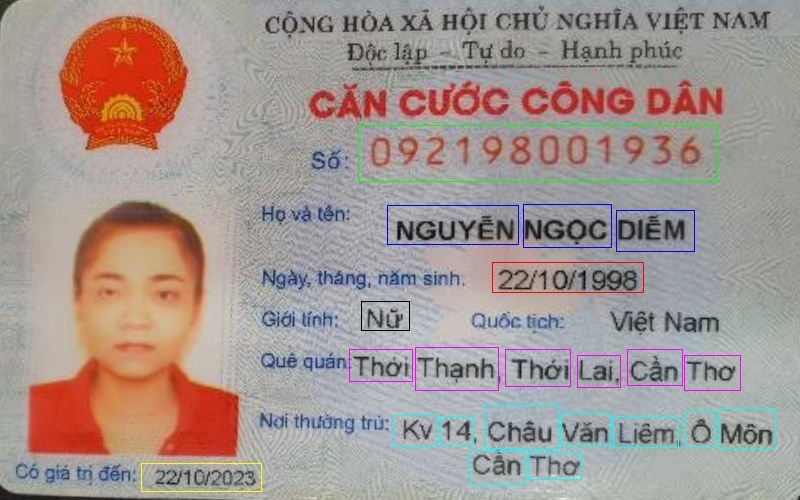 CỘNG HÒA XÃ HỘI CHỦ NGHĨA VIỆT NAM
Độc lập – Tự do – Hạnh phúc
CĂN CƯỚC CÔNG DÂN
Số: 092198001936
Họ và tên: NGUYỄN NGỌC DIỄM
Ngày, tháng, năm sinh: 22/10/1998
Giới tính: Nữ Quốc tịch: Việt Nam
Quê quán: Thới Thạnh, Thới Lai, Cần Thơ
Nơi thường trú: Kv 14, Châu Văn Liêm, Ô Môn
Cần Thơ
Có giá trị đến: 22/10/2023